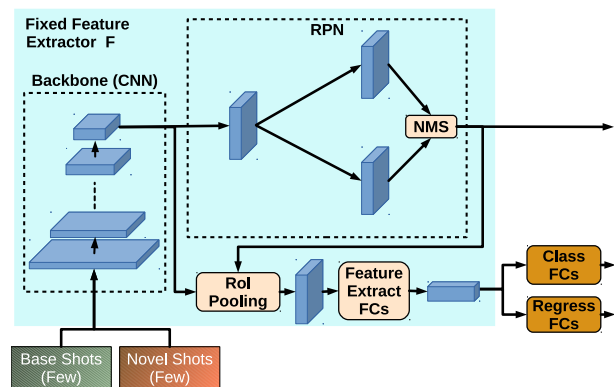 Fixed Feature
Extractor F
RPN
Backbone (CNN)
NMS
RoI
Pooling
Feature
Extract
FCs
Class
FCs
Regress
FCs
Base Shots
(Few)
Novel Shots
(Few)